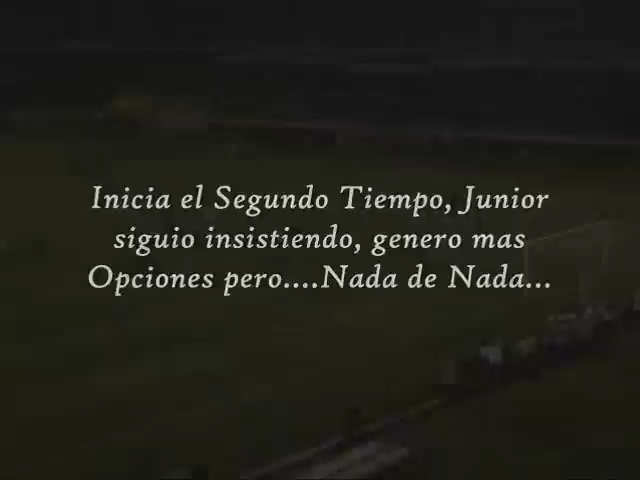 Inicia el Segundo Tiempo, Junior
siguio insistiendo, genero mas
Opciones pero....Nada de Nada...